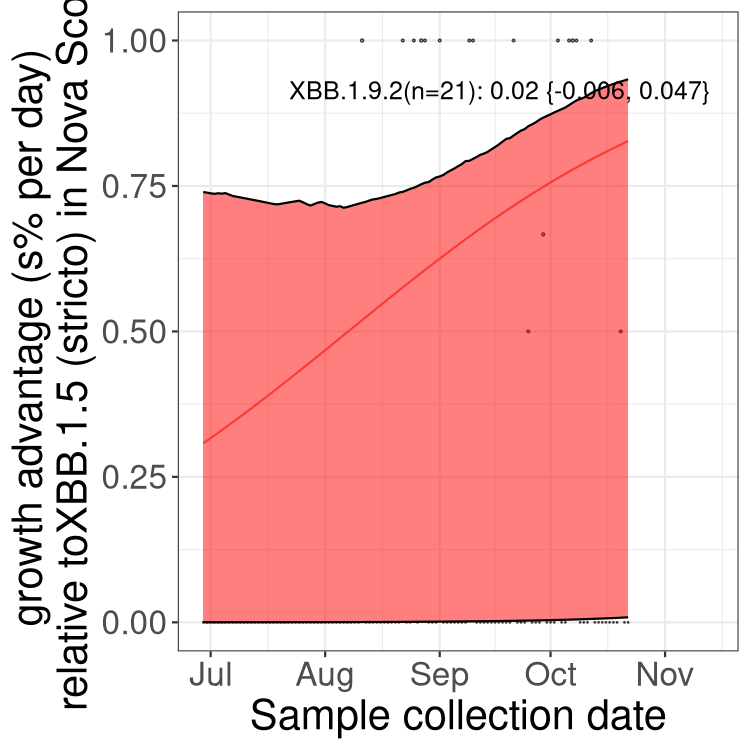 growth advantage (s% per day)
relative toXBB.1.5 (stricto) in Nova Sco
1.00
0.75
0.50
0.25
0.00
XBB.1.9.2(n=21): 0.02 {-0.006, 0.047}
Jul Aug Sep Oct Nov
Sample collection date